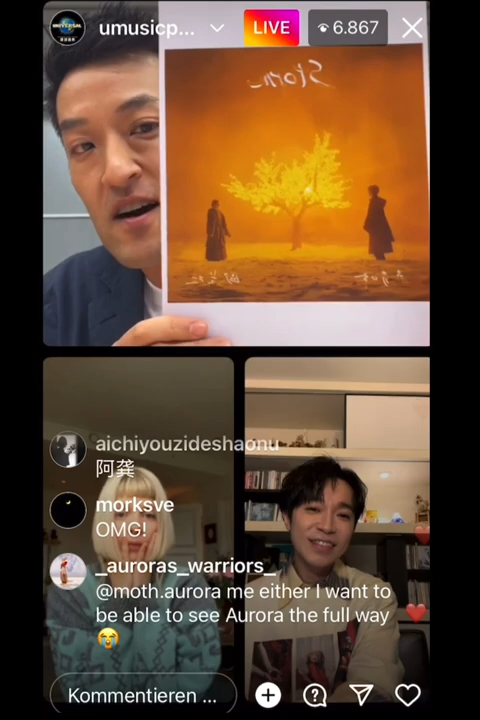 UNIVERSAL
umusicp...
LIVE
6.867
Storm
aichiyouzideshaonu
阿龚
morksve
OMG!
_auroras_warriors_
@moth.aurora me either I want to
be able to see Aurora the full way
😭
Kommentieren ...